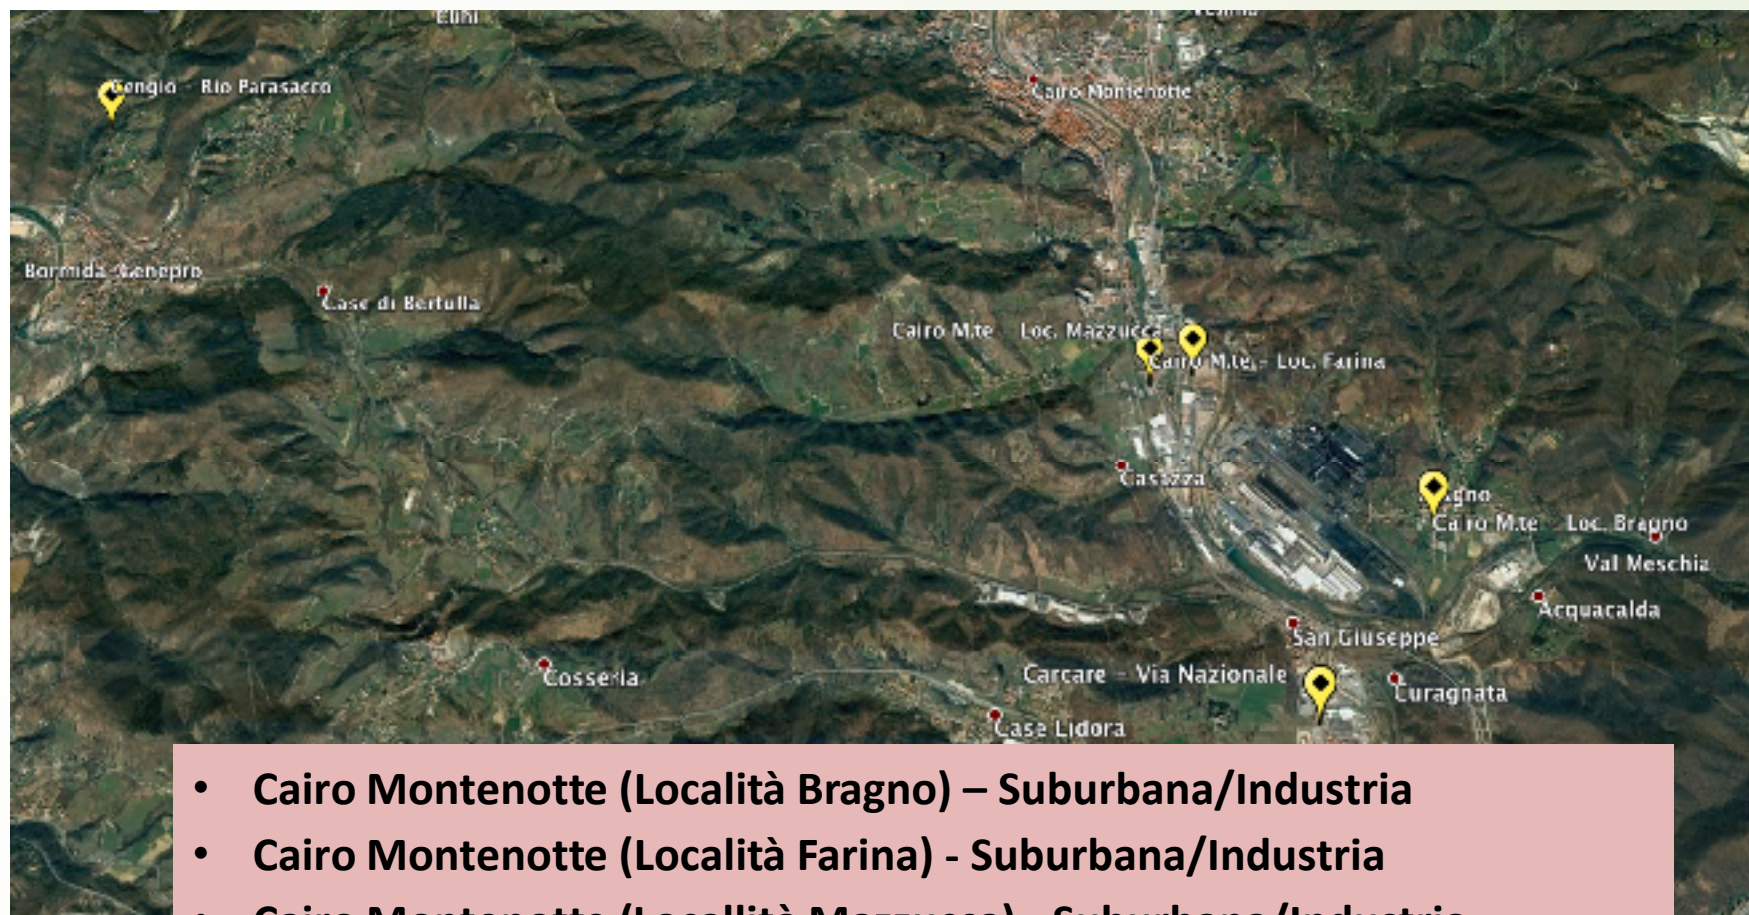 Cengio - Rio Parasacco
Cairo Montenotte
Bormida Genepro
Case di Bertulla
Cairo M.te Loc. Mazzucca
Cairo M.te - Loc. Farina
Casazza
Cairo M.te Loc. Bragno
Val Meschia
Acquacalda
San Giuseppe
Cosseria
Carcare - Via Nazionale
Curagnata
Case Lidora
• Cairo Montenotte (Località Bragno) – Suburbana/Industria
• Cairo Montenotte (Località Farina) - Suburbana/Industria